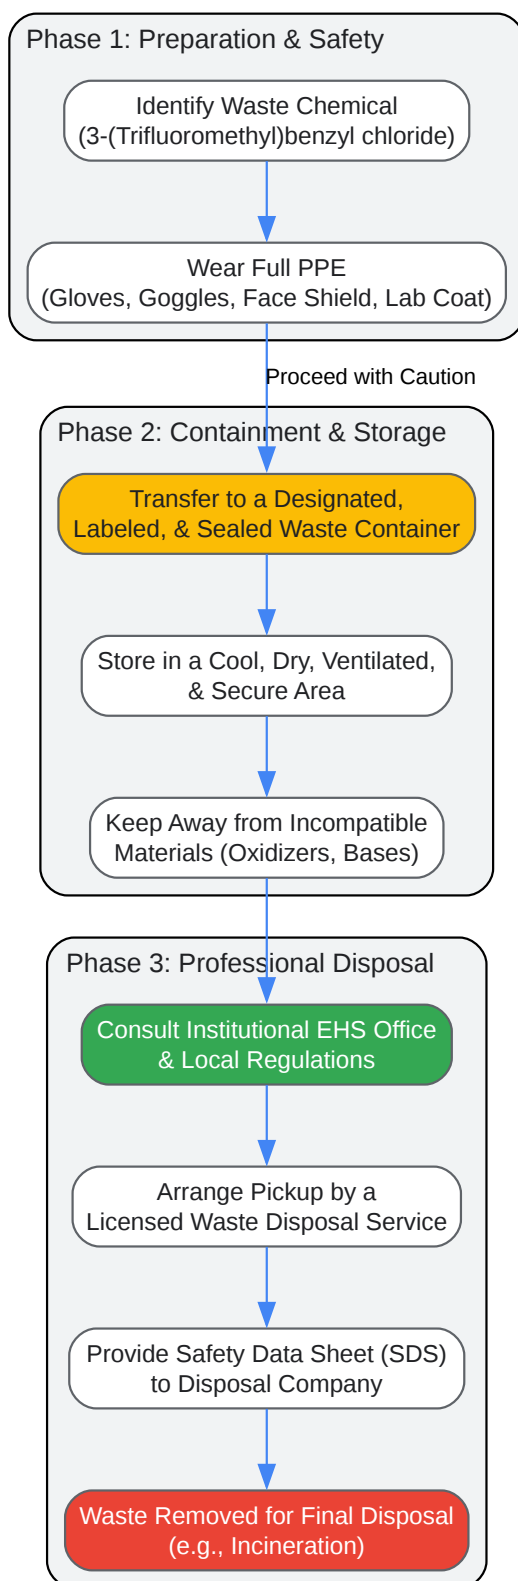 Phase 1: Preparation & Safety
Identify Waste Chemical
(3-(Trifluoromethyl)benzyl chloride)
Wear Full PPE
(Gloves, Goggles, Face Shield, Lab Coat)
Proceed with Caution
Phase 2: Containment & Storage
Transfer to a Designated,
Labeled, & Sealed Waste Container
Store in a Cool, Dry, Ventilated,
& Secure Area
Keep Away from Incompatible
Materials (Oxidizers, Bases)
Phase 3: Professional Disposal
Consult Institutional EHS Office
& Local Regulations
Arrange Pickup by a
Licensed Waste Disposal Service
Provide Safety Data Sheet (SDS)
to Disposal Company
Waste Removed for Final Disposal
(e.g., Incineration)